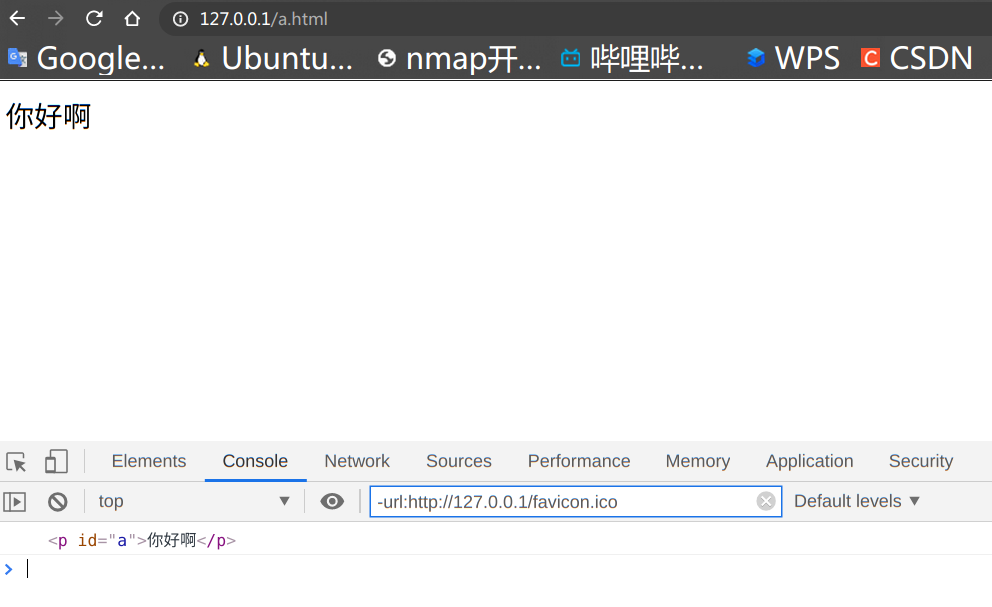 127.0.0.1/a.html
Google... Ubuntu... nmap开... 哔哩哔... WPS CSDN
你好啊
Elements Console Network Sources Performance Memory Application Security
top -url:http://127.0.0.1/favicon.ico Default levels ▼
<p id="a">你好啊</p>